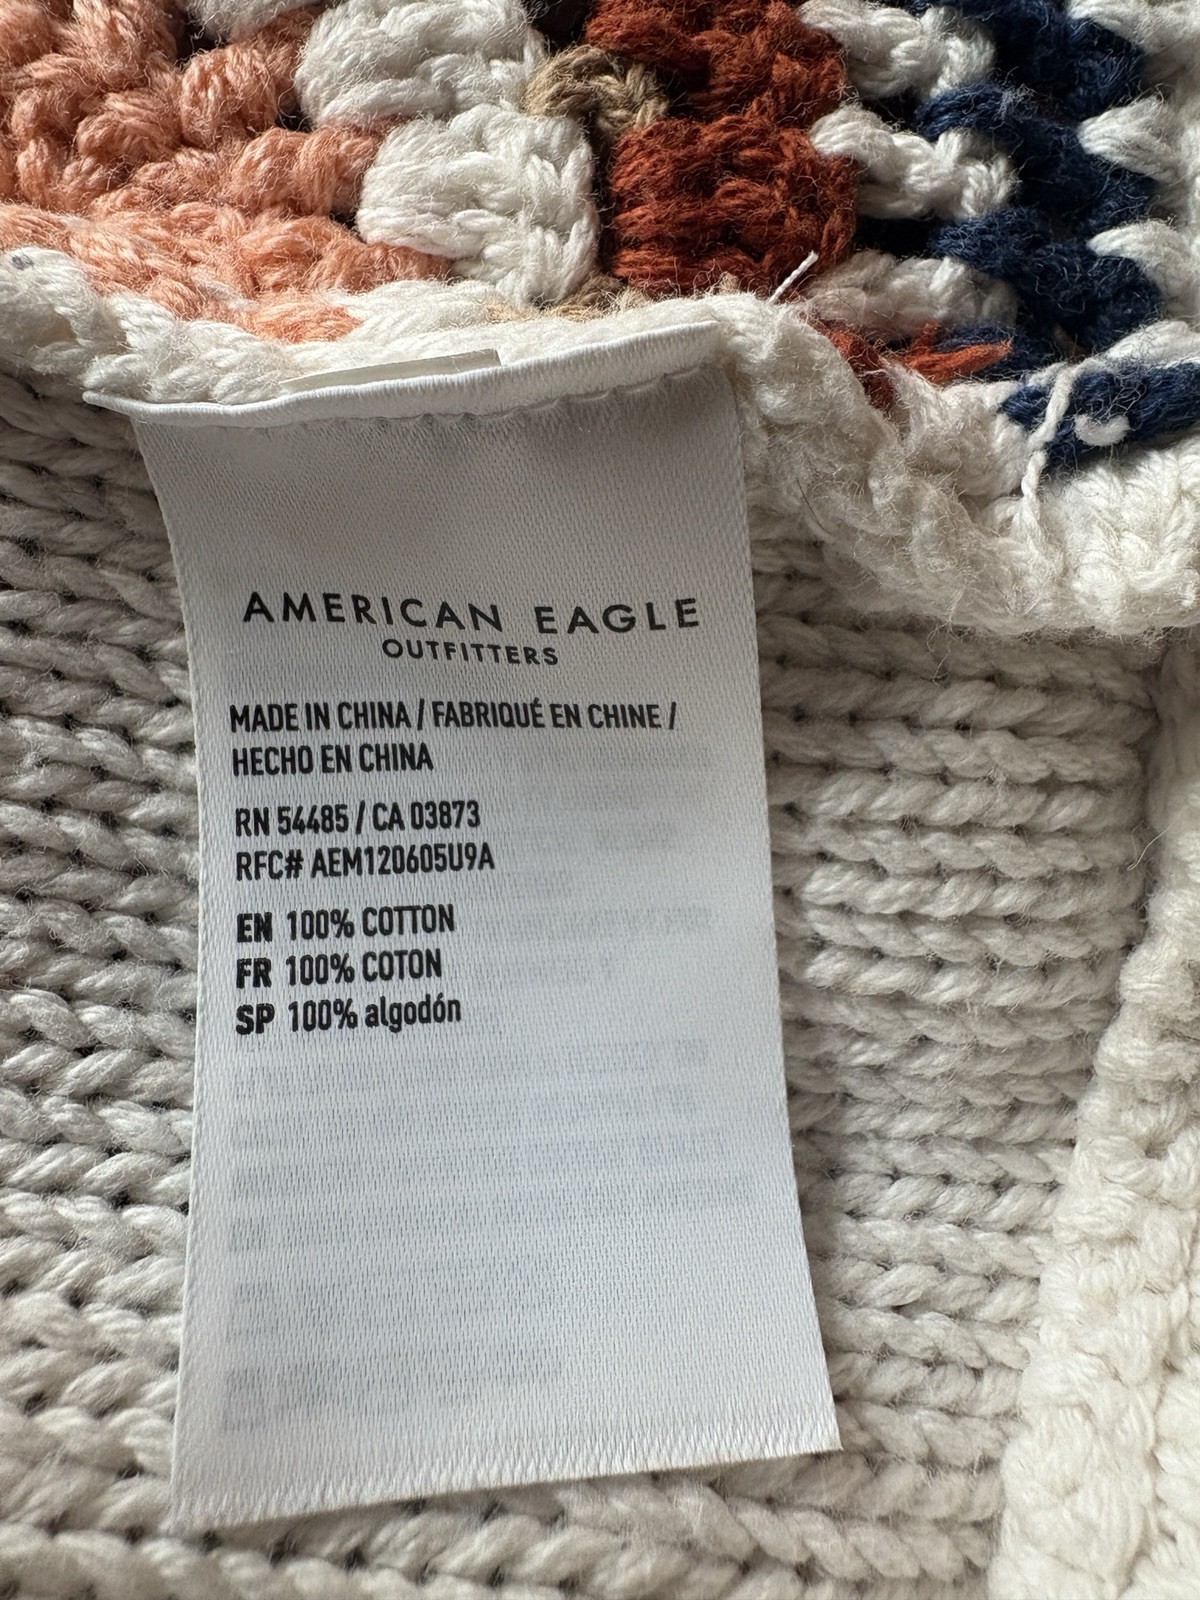 AMERICAN EAGLE
OUTFITTERS
MADE IN CHINA / FABRIQUÉ EN CHINE /
HECHO EN CHINA
RN 54485 / CA 03873
RFC# AEM120605U9A
EN 100% COTTON
FR 100% COTON
SP 100% algodón